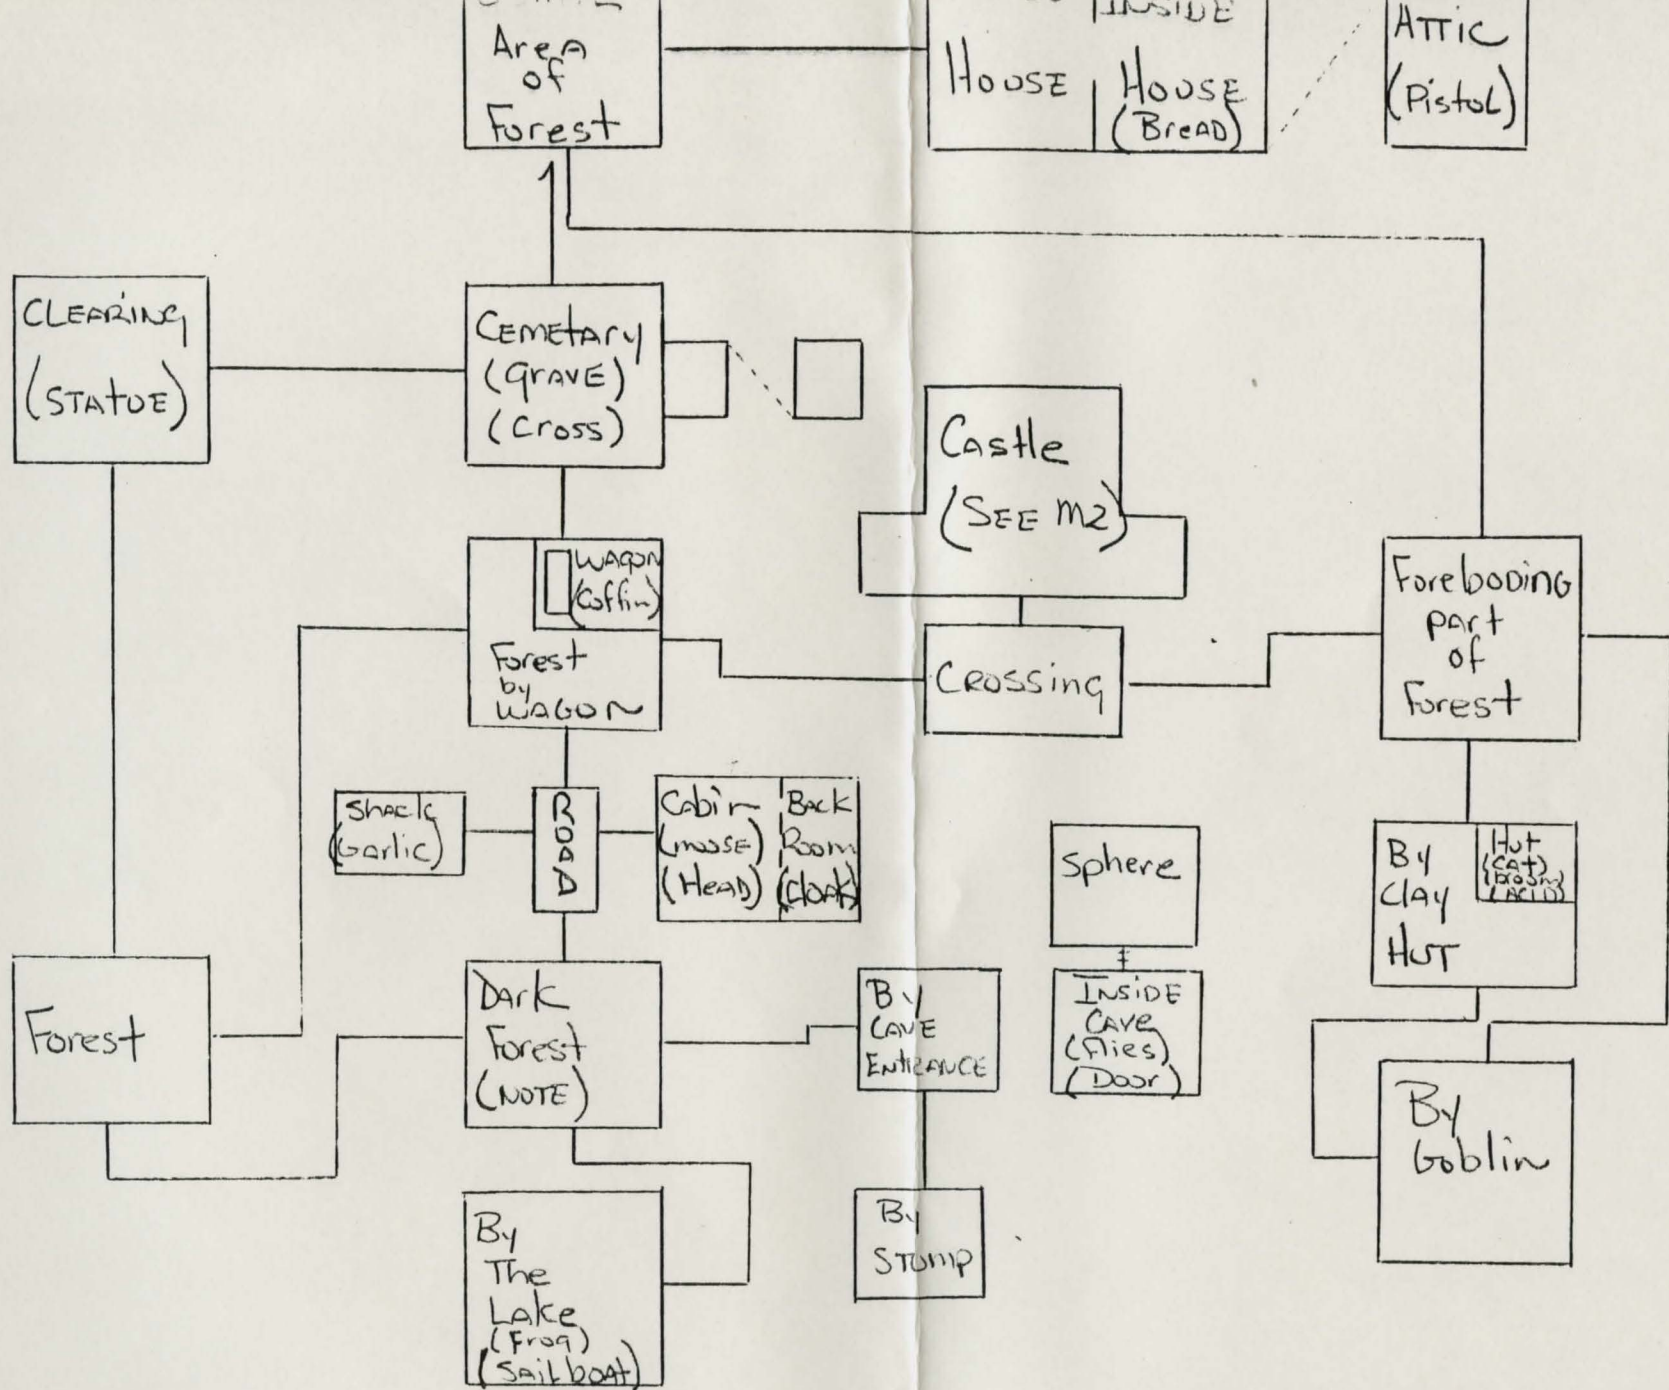 Area
of
Forest
House
INSIDE
House
(BreAD)
ATTIC
(Pistol)
CLEARING
(STATUE)
CEMETARY
(GRAVE)
(Cross)
Castle
(SEE M2)
WAGON
(Coffin)
Forest
by
WAGON
CROSSING
ForeboDING
part
of
Forest
Shack
(Garlic)
ROAD
Cabin
(moose)
(HeAD)
BACK
Room
(Cloak)
Sphere
By
CLAY
HUT
Hut
(CAT)
(broom)
(ACID)
Forest
Dark
Forest
(NOTE)
By
CAVE
ENTRANCE
INSIDE
CAVE
(Flies)
(Door)
By
Goblin
By
The
Lake
(Frog)
(Sailboat)
By
STUMP